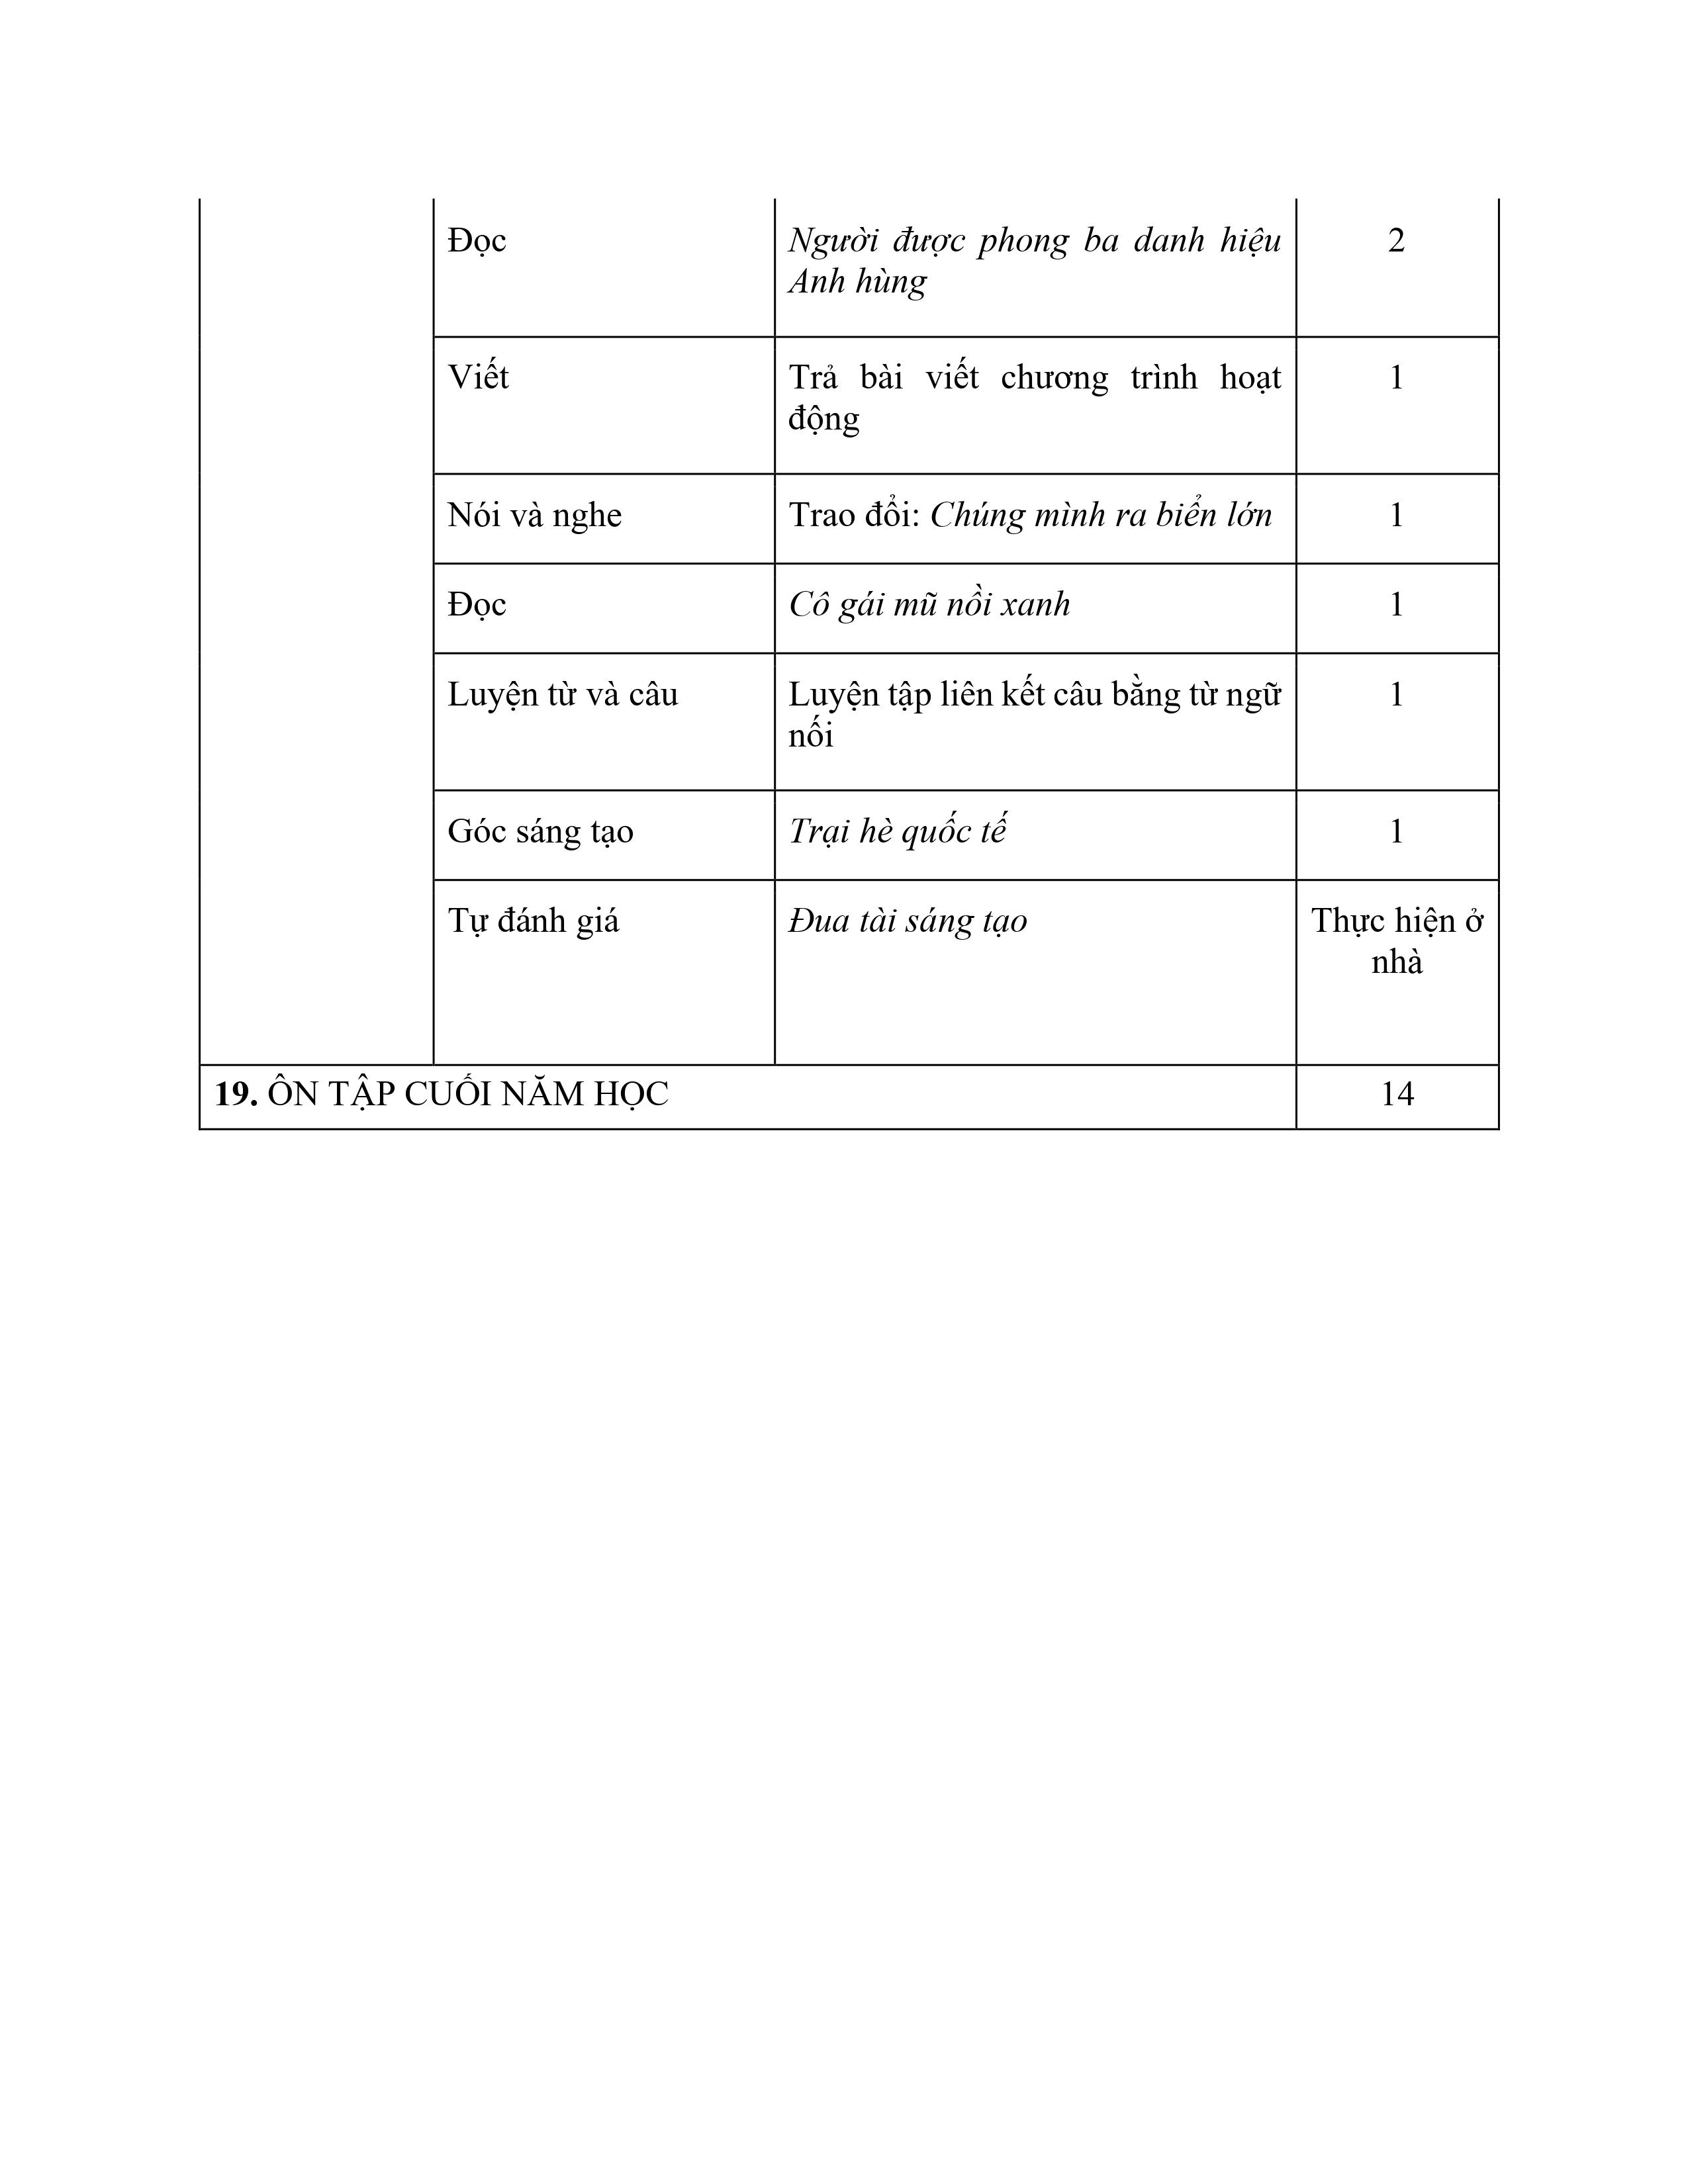 Đọc
Người được phong ba danh hiệu
Anh hùng
2
Viết
Trả bài viết chương trình hoạt
động
1
Nói và nghe
Trao đổi: Chúng mình ra biển lớn
1
Đọc
Cô gái mũ nồi xanh
1
Luyện từ và câu
Luyện tập liên kết câu bằng từ ngữ
nối
1
Góc sáng tạo
Trại hè quốc tế
1
Tự đánh giá
Đua tài sáng tạo
Thực hiện ở
nhà
19. ÔN TẬP CUỐI NĂM HỌC
14